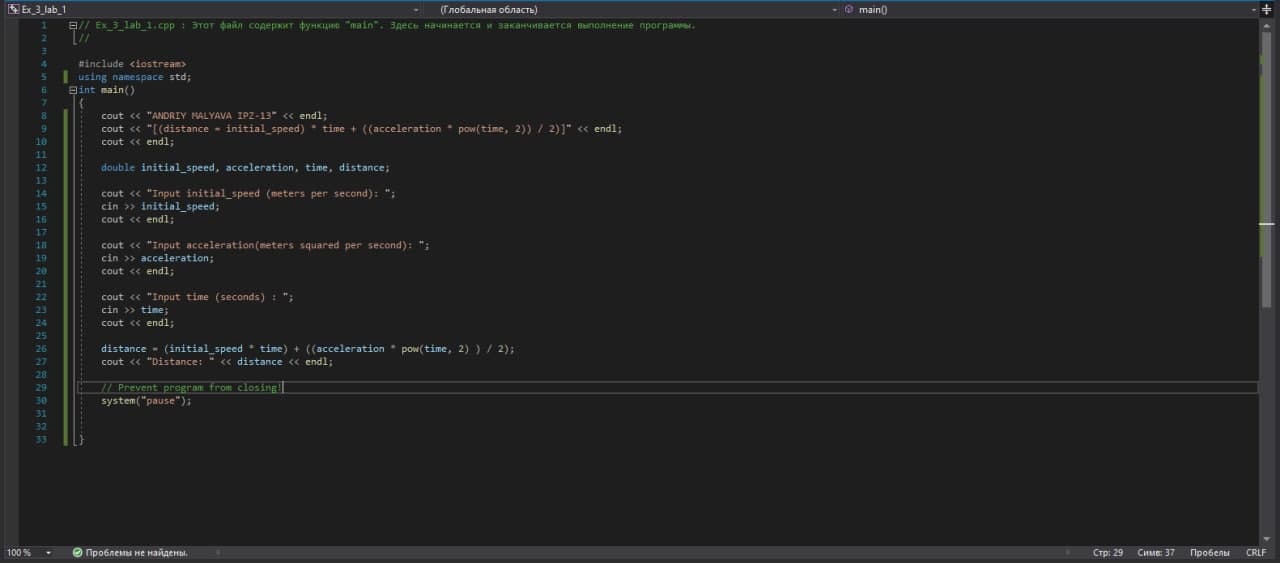 Ex_3_lab_1 (Глобальная область) main()
1 // Ex_3_lab_1.cpp : Этот файл содержит функцию "main". Здесь начинается и заканчивается выполнение программы.
2 //
3
4 #include <iostream>
5 using namespace std;
6 int main()
7 {
8 cout << "ANDRIY MALYAVA IPZ-13" << endl;
9 cout << "[(distance = initial_speed) * time + ((acceleration * pow(time, 2)) / 2)]" << endl;
10 cout << endl;
11
12 double initial_speed, acceleration, time, distance;
13
14 cout << "Input initial_speed (meters per second): ";
15 cin >> initial_speed;
16 cout << endl;
17
18 cout << "Input acceleration(meters squared per second): ";
19 cin >> acceleration;
20 cout << endl;
21
22 cout << "Input time (seconds) : ";
23 cin >> time;
24 cout << endl;
25
26 distance = (initial_speed * time) + ((acceleration * pow(time, 2) ) / 2);
27 cout << "Distance: " << distance << endl;
28
29 // Prevent program from closing!
30 system("pause");
31
32
33 }
100 % Проблемы не найдены. Стр: 29 Симв: 37 Пробелы CRLF